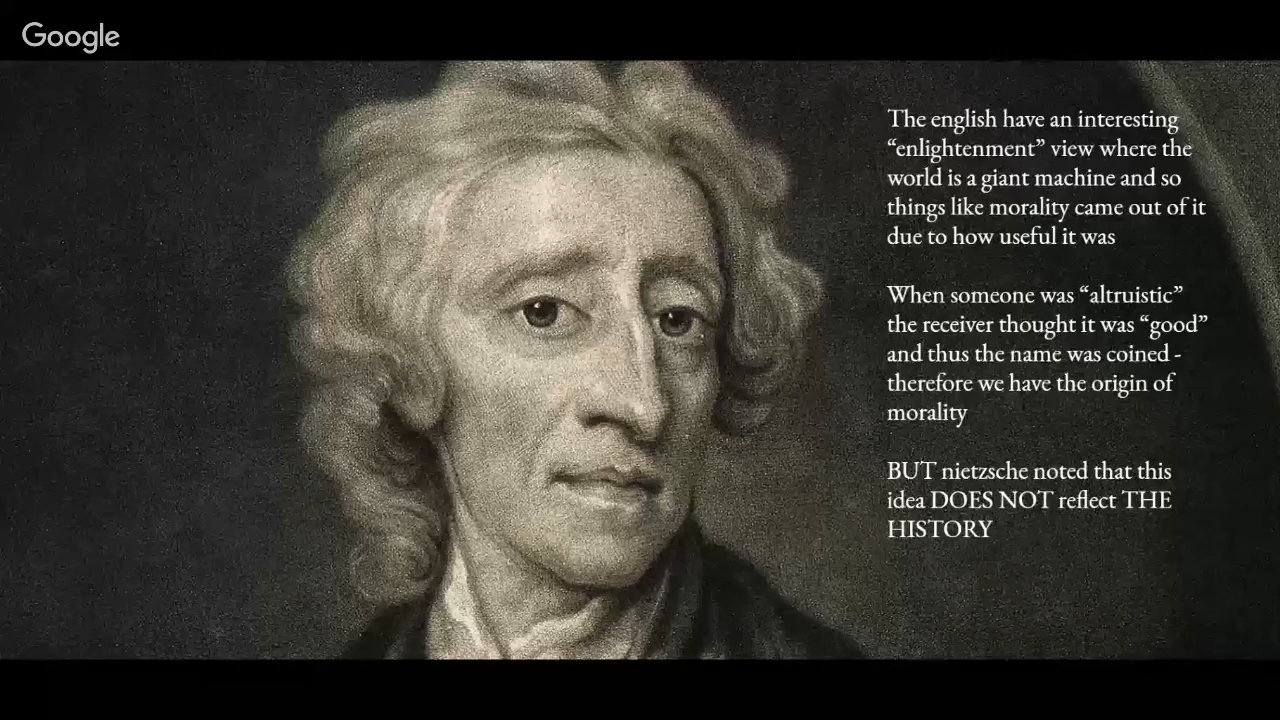 Google
The english have an interesting
“enlightenment” view where the
world is a giant machine and so
things like morality came out of it
due to how useful it was
When someone was “altruistic”
the receiver thought it was “good”
and thus the name was coined -
therefore we have the origin of
morality
BUT nietzsche noted that this
idea DOES NOT reflect THE
HISTORY